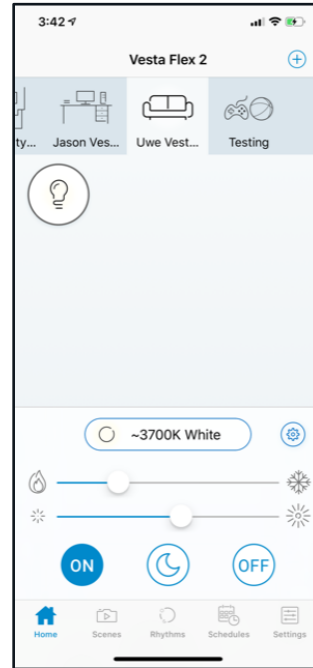 3:42
Vesta Flex 2
ty... Jason Ves... Uwe Vest... Testing
~3700K White
ON OFF
Home Scenes Rhythms Schedules Settings